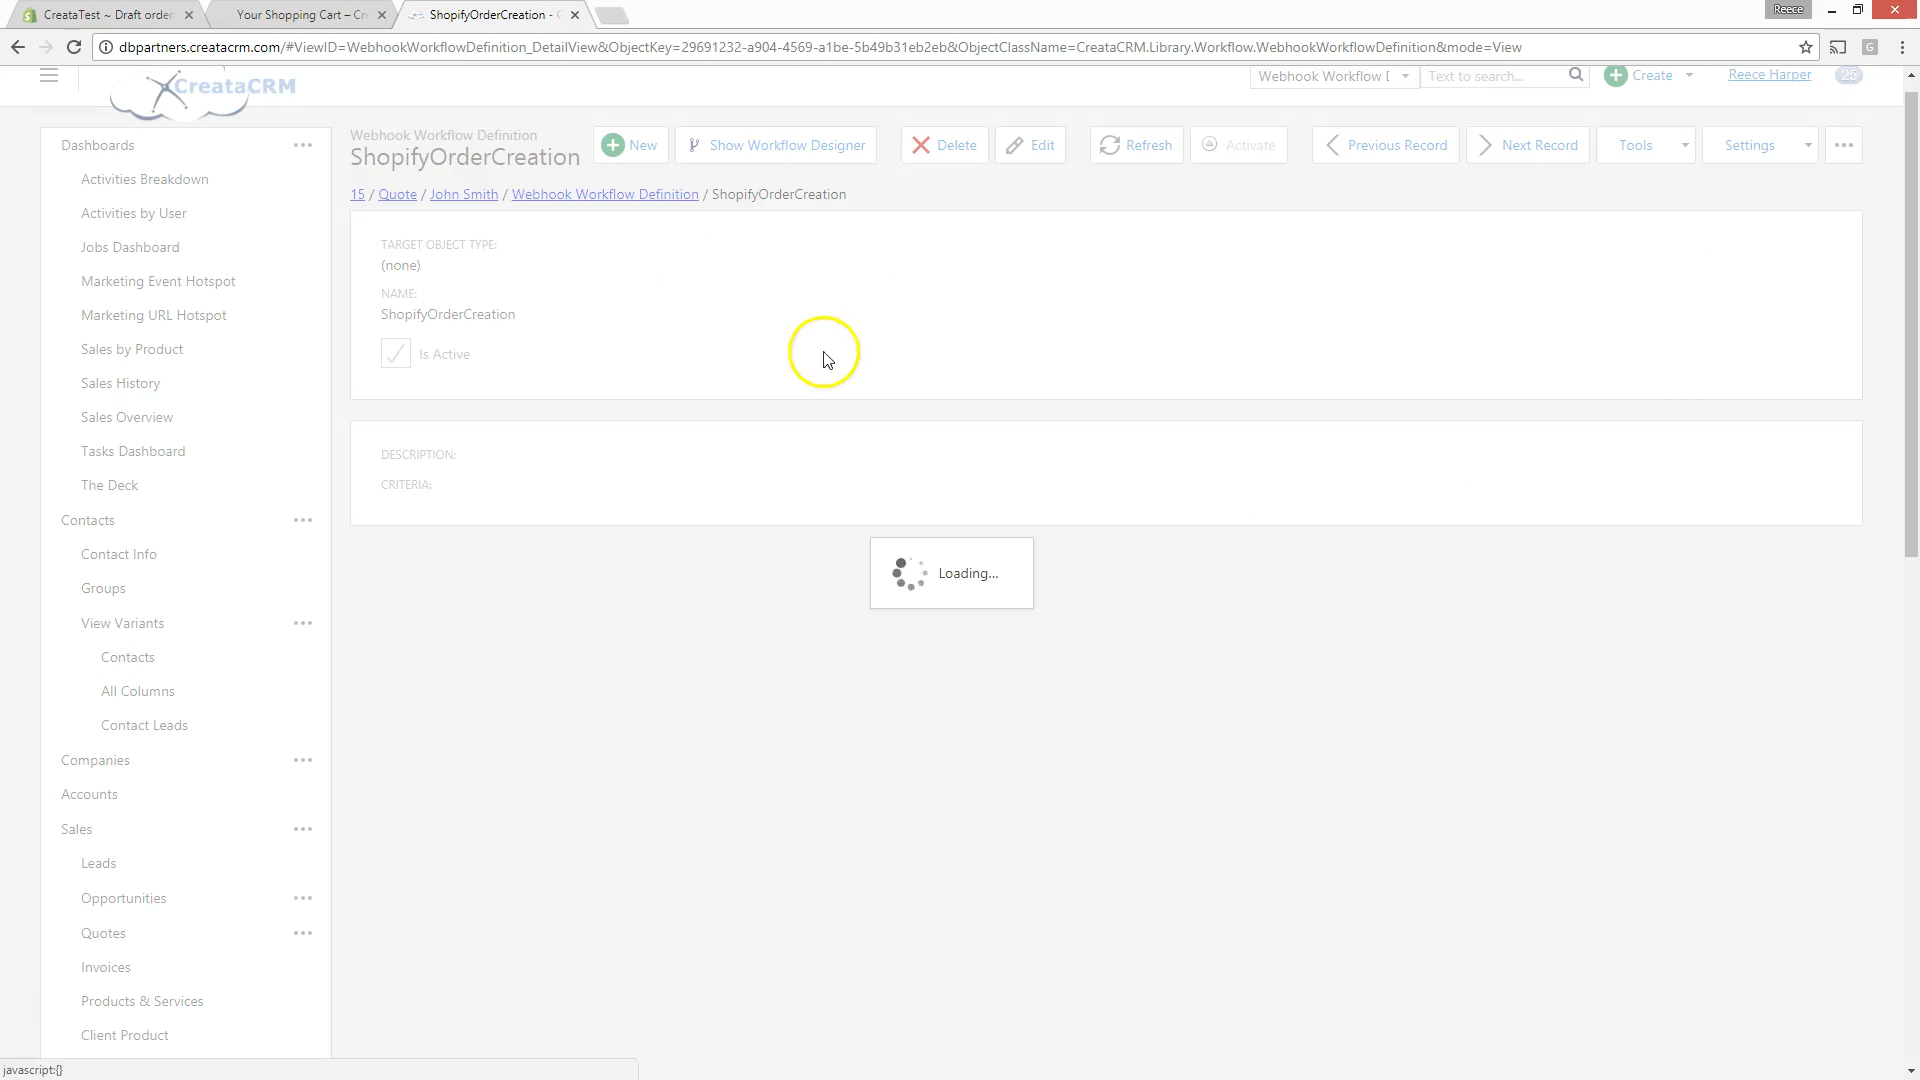 CreataTest ~ Draft order
Your Shopping Cart – Cr
ShopifyOrderCreation - C
Reece
dbpartners.creatacrm.com/#ViewID=WebhookWorkflowDefinition_DetailView&ObjectKey=29691232-a904-4569-a1be-5b49b31eb2eb&ObjectClassName=CreataCRM.Library.Workflow.WebhookWorkflowDefinition&mode=View
G
CreataCRM
Webhook Workflow D
Text to search...
Create
Reece Harper
25
Webhook Workflow Definition
ShopifyOrderCreation
New
Show Workflow Designer
Delete
Edit
Refresh
Activate
Previous Record
Next Record
Tools
Settings
15 / Quote / John Smith / Webhook Workflow Definition / ShopifyOrderCreation
TARGET OBJECT TYPE:
(none)
NAME:
ShopifyOrderCreation
Is Active
DESCRIPTION:
CRITERIA:
Loading...
Dashboards
Activities Breakdown
Activities by User
Jobs Dashboard
Marketing Event Hotspot
Marketing URL Hotspot
Sales by Product
Sales History
Sales Overview
Tasks Dashboard
The Deck
Contacts
Contact Info
Groups
View Variants
Contacts
All Columns
Contact Leads
Companies
Accounts
Sales
Leads
Opportunities
Quotes
Invoices
Products & Services
Client Product
javascript:{}